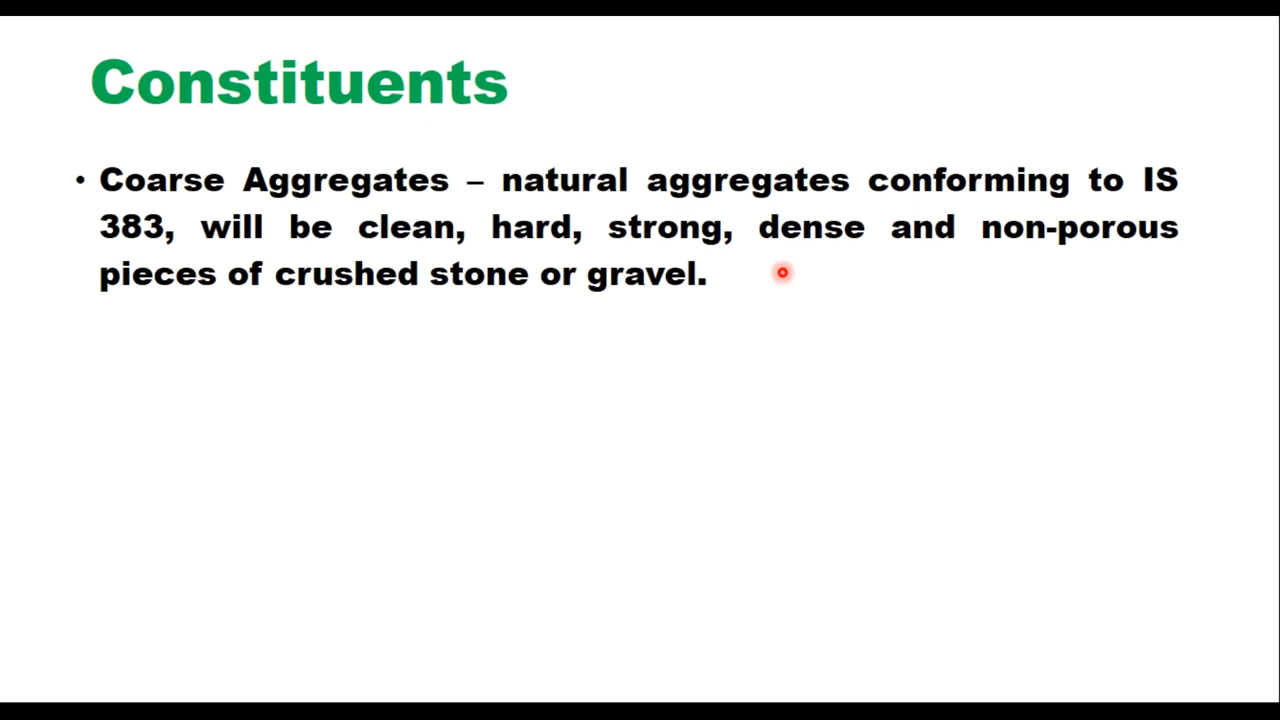 Constituents
• Coarse Aggregates – natural aggregates conforming to IS
383, will be clean, hard, strong, dense and non-porous
pieces of crushed stone or gravel.